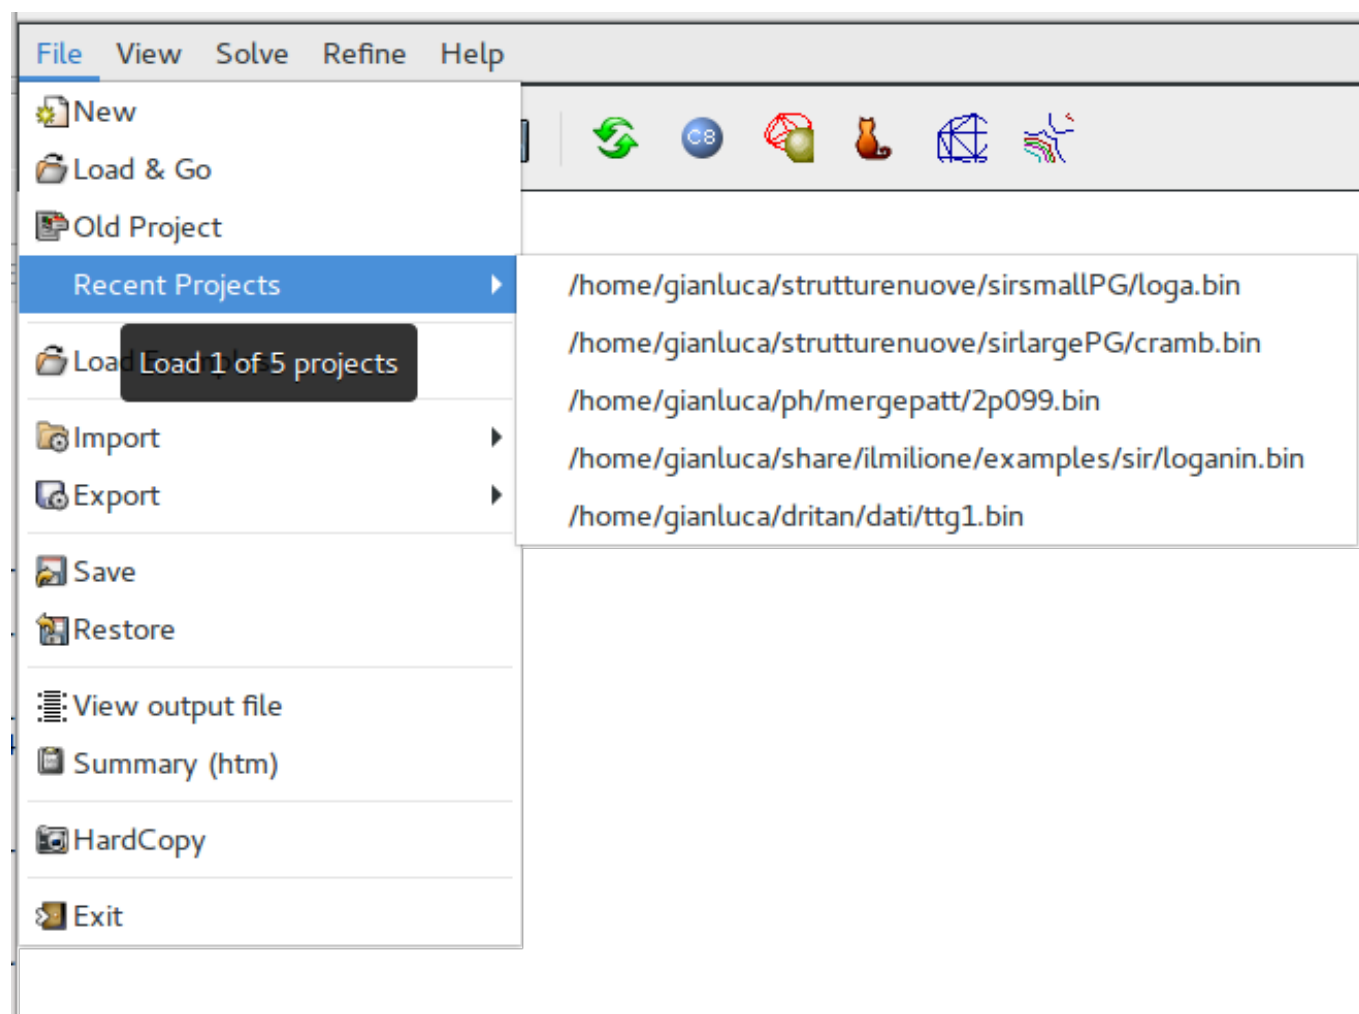 File View Solve Refine Help
New
Load & Go
Old Project
Recent Projects
/home/gianluca/strutturenuove/sirsmallPG/loga.bin
/home/gianluca/strutturenuove/sirlargePG/cramb.bin
/home/gianluca/ph/mergepatt/2p099.bin
/home/gianluca/share/ilmilione/examples/sir/loganin.bin
/home/gianluca/dritan/dati/ttg1.bin
Load
Load 1 of 5 projects
Import
Export
Save
Restore
View output file
Summary (htm)
HardCopy
Exit
C8